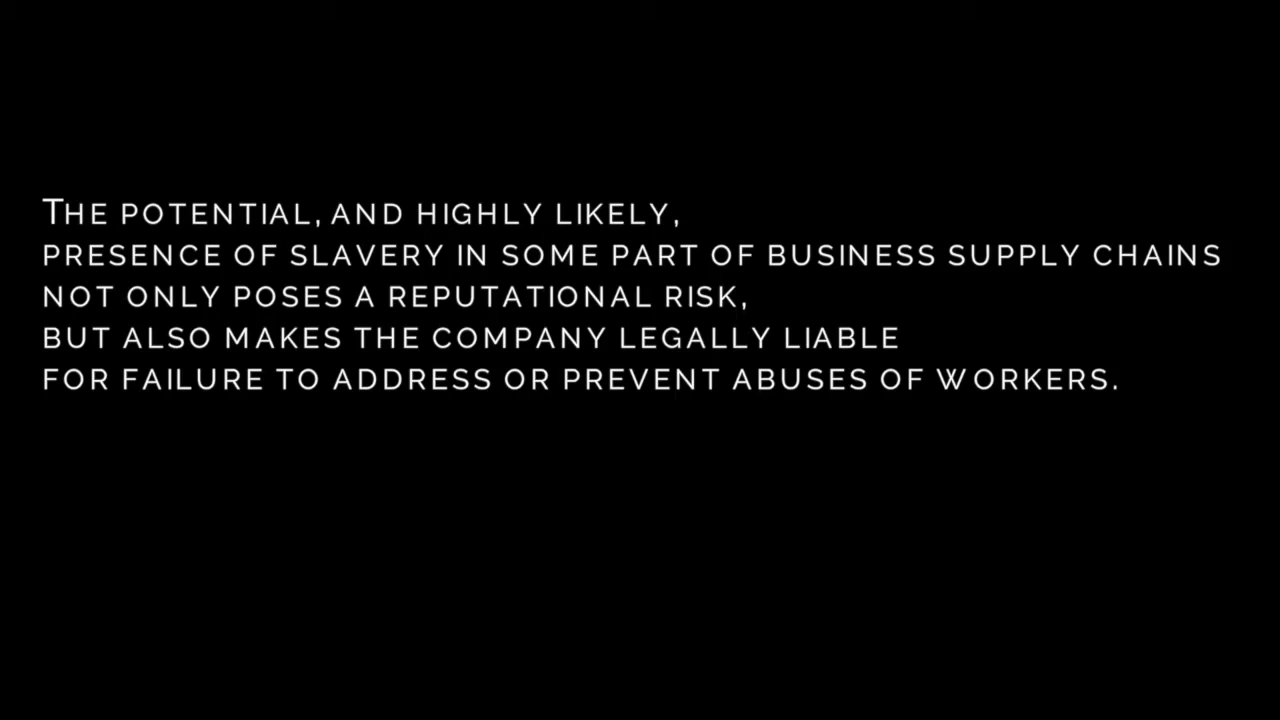 THE POTENTIAL, AND HIGHLY LIKELY,
PRESENCE OF SLAVERY IN SOME PART OF BUSINESS SUPPLY CHAINS
NOT ONLY POSES A REPUTATIONAL RISK,
BUT ALSO MAKES THE COMPANY LEGALLY LIABLE
FOR FAILURE TO ADDRESS OR PREVENT ABUSES OF WORKERS.